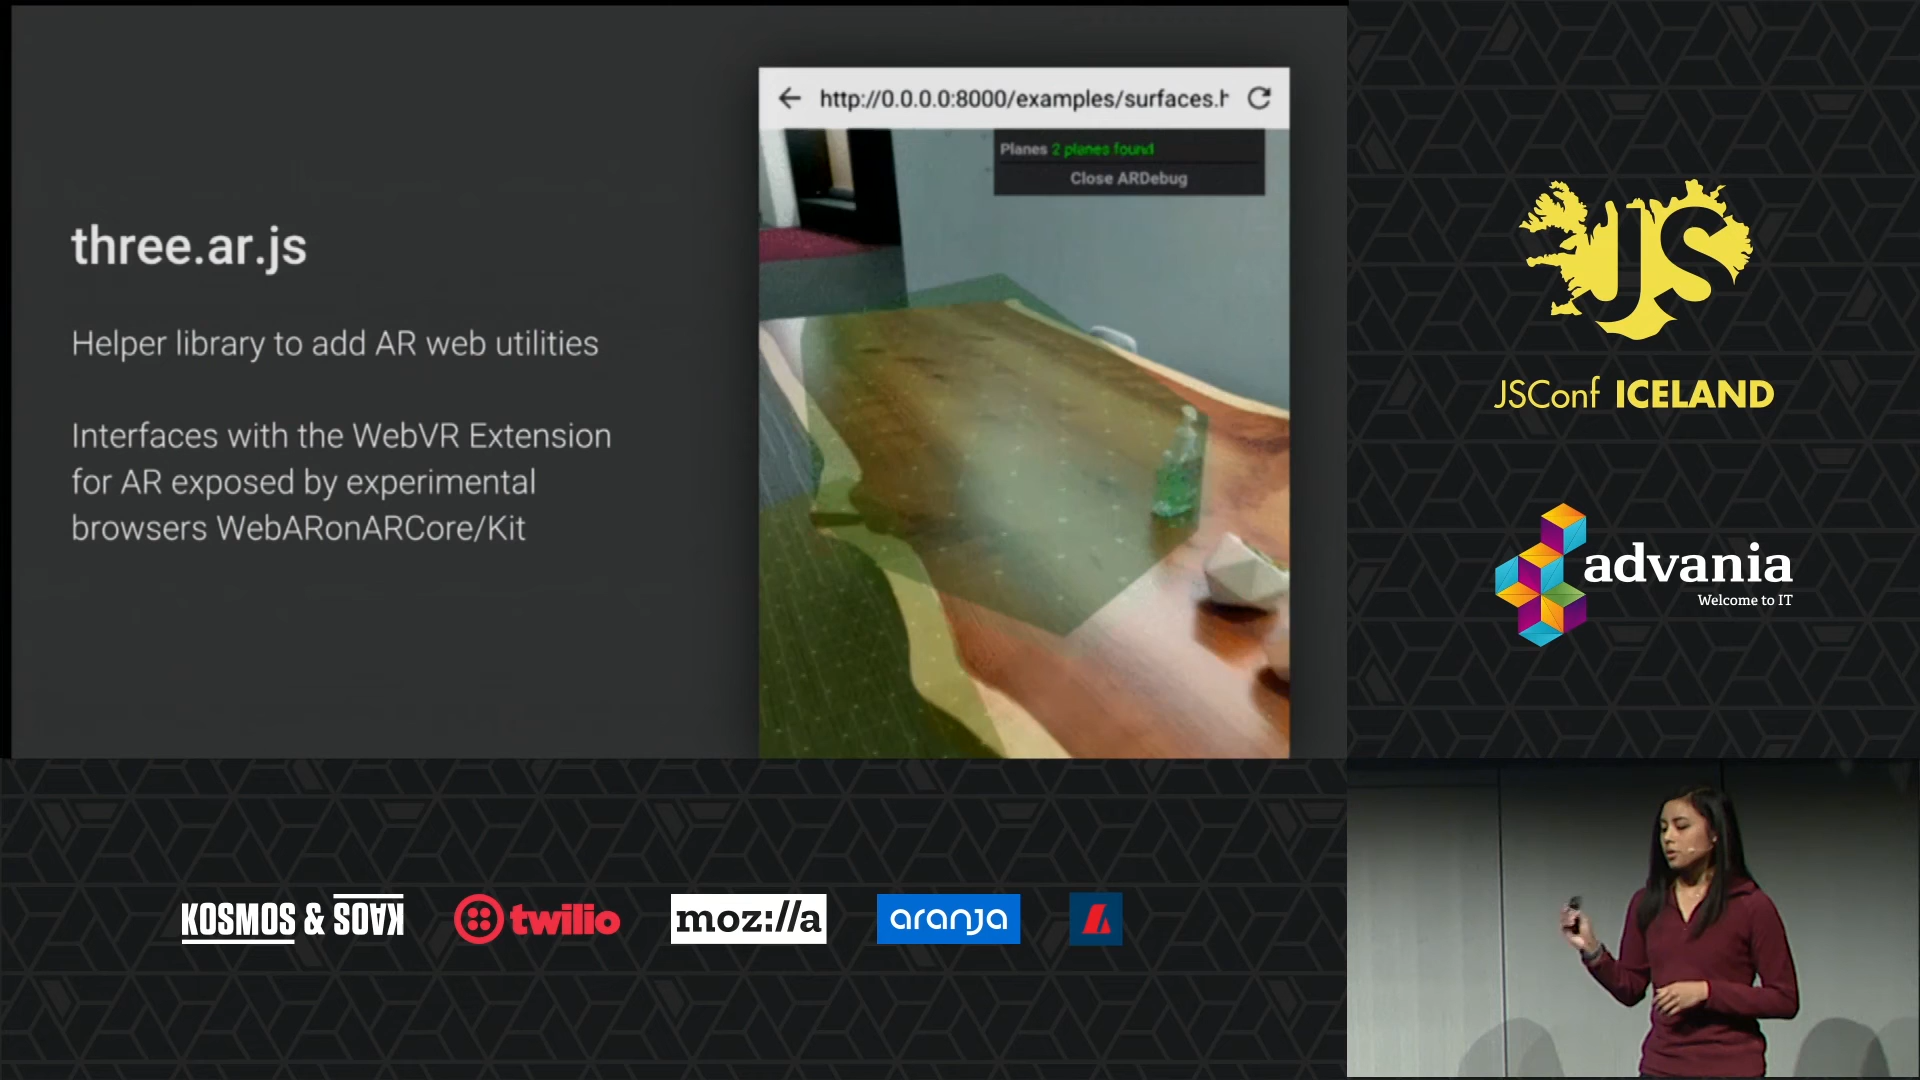 three.ar.js
Helper library to add AR web utilities
Interfaces with the WebVR Extension
for AR exposed by experimental
browsers WebARonARCore/Kit
http://0.0.0.0:8000/examples/surfaces.h
Planes 2 planes found
Close ARDebug
JS
JSConf ICELAND
advania
Welcome to IT
KOSMOS & KAOS
twilio
moz://a
aranja